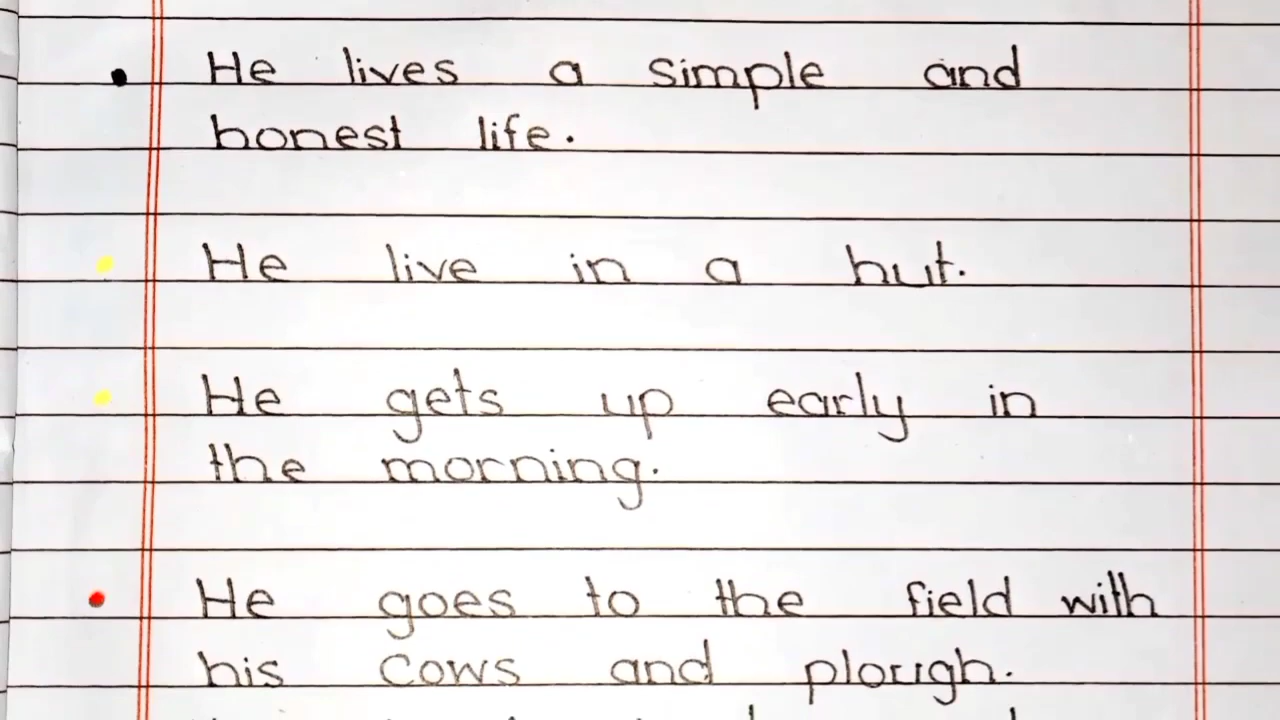 He lives a simple and
honest life.
He live in a hut.
He gets up early in
the morning.
He goes to the field with
his cows and plough.